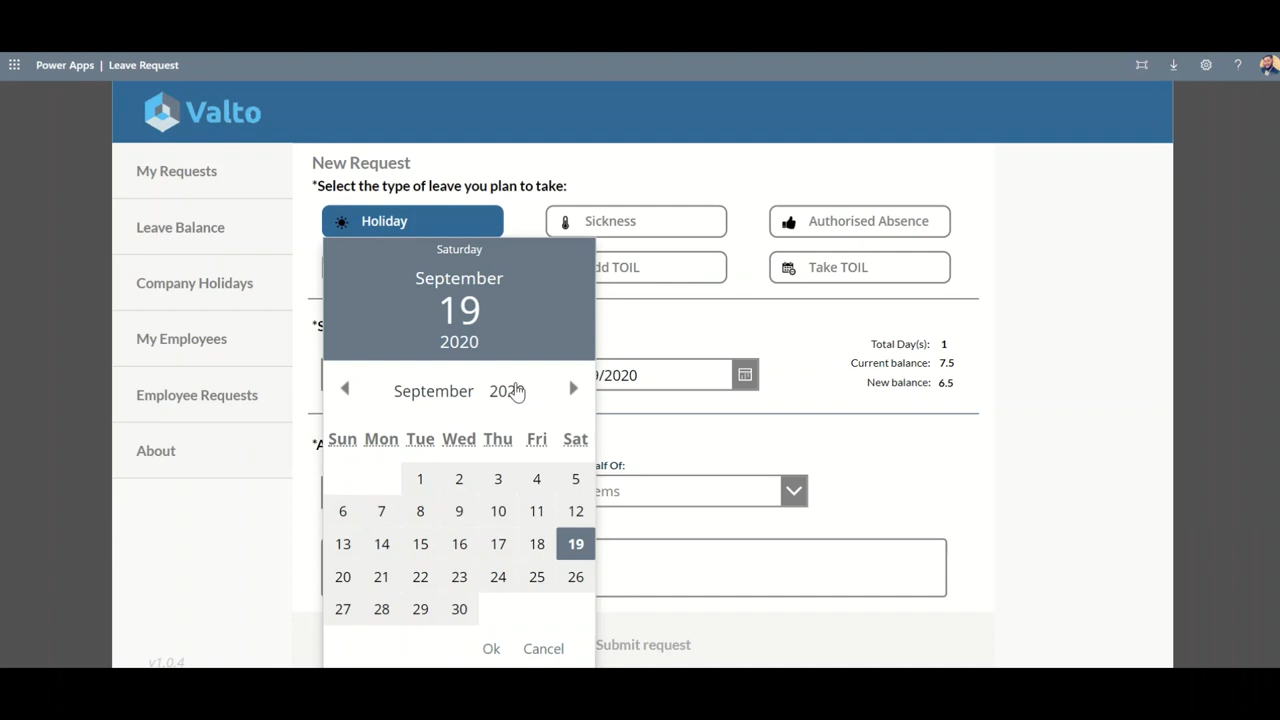 Power Apps | Leave Request
Valto
My Requests
Leave Balance
Company Holidays
My Employees
Employee Requests
About
v1.0.4
New Request
*Select the type of leave you plan to take:
Holiday
Sickness
Authorised Absence
dd TOIL
Take TOIL
Saturday
September
19
2020
September 2020
Sun Mon Tue Wed Thu Fri Sat
1 2 3 4 5
6 7 8 9 10 11 12
13 14 15 16 17 18 19
20 21 22 23 24 25 26
27 28 29 30
Ok Cancel
*S
9/2020
Total Day(s): 1
Current balance: 7.5
New balance: 6.5
*A
alf Of:
ems
Submit request